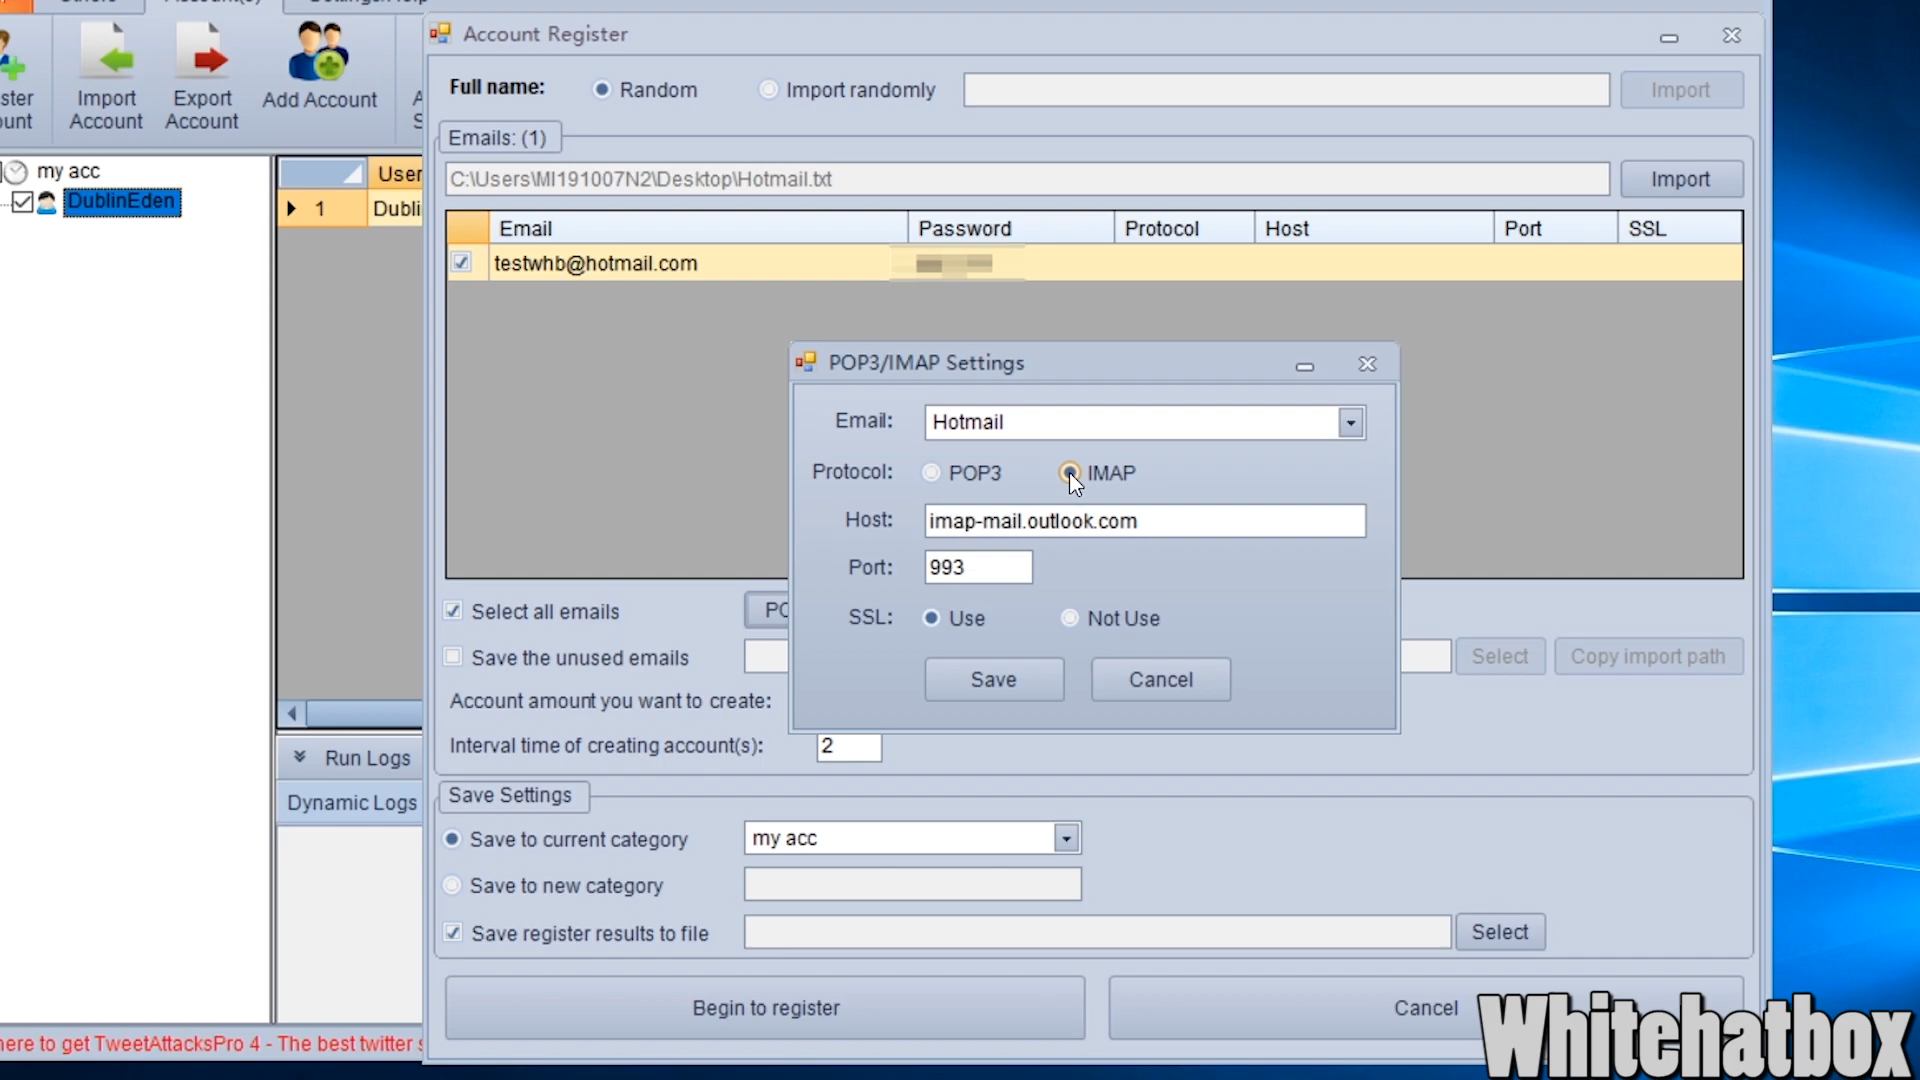 Account Register
Import
Account
Export
Account
Add Account
Full name:
Random
Import randomly
Import
Emails: (1)
my acc
DublinEden
1
C:\Users\MI191007N2\Desktop\Hotmail.txt
Import
Email
Password
Protocol
Host
Port
SSL
testwhb@hotmail.com
POP3/IMAP Settings
Email:
Hotmail
Protocol:
POP3
IMAP
Host:
imap-mail.outlook.com
Port:
993
SSL:
Use
Not Use
Save
Cancel
Select all emails
Save the unused emails
Select
Copy import path
Account amount you want to create:
Interval time of creating account(s):
2
Run Logs
Dynamic Logs
Save Settings
Save to current category
my acc
Save to new category
Save register results to file
Select
Begin to register
Cancel
to get TweetAttacksPro 4 - The best twitter
Whitehatbox